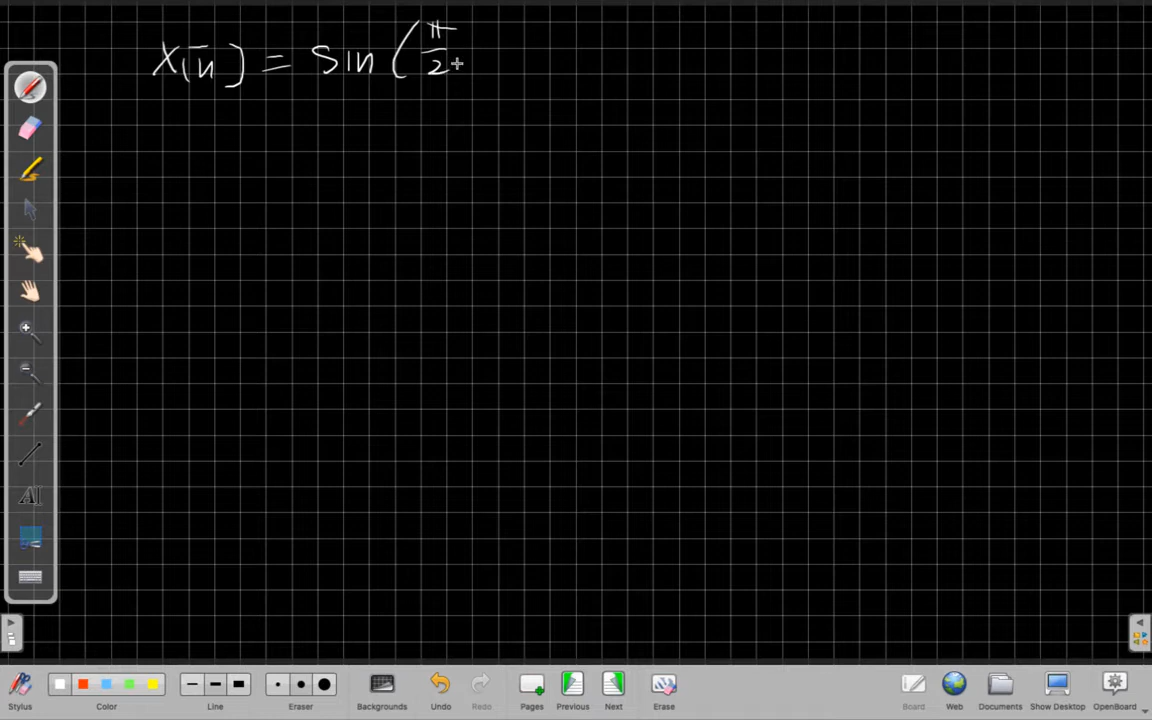 x[n] = Sin ( π/2
AI
Stylus
Color
Line
Eraser
Backgrounds
Undo
Redo
Pages
Previous
Next
Erase
Board
Web
Documents
Show Desktop
OpenBoard